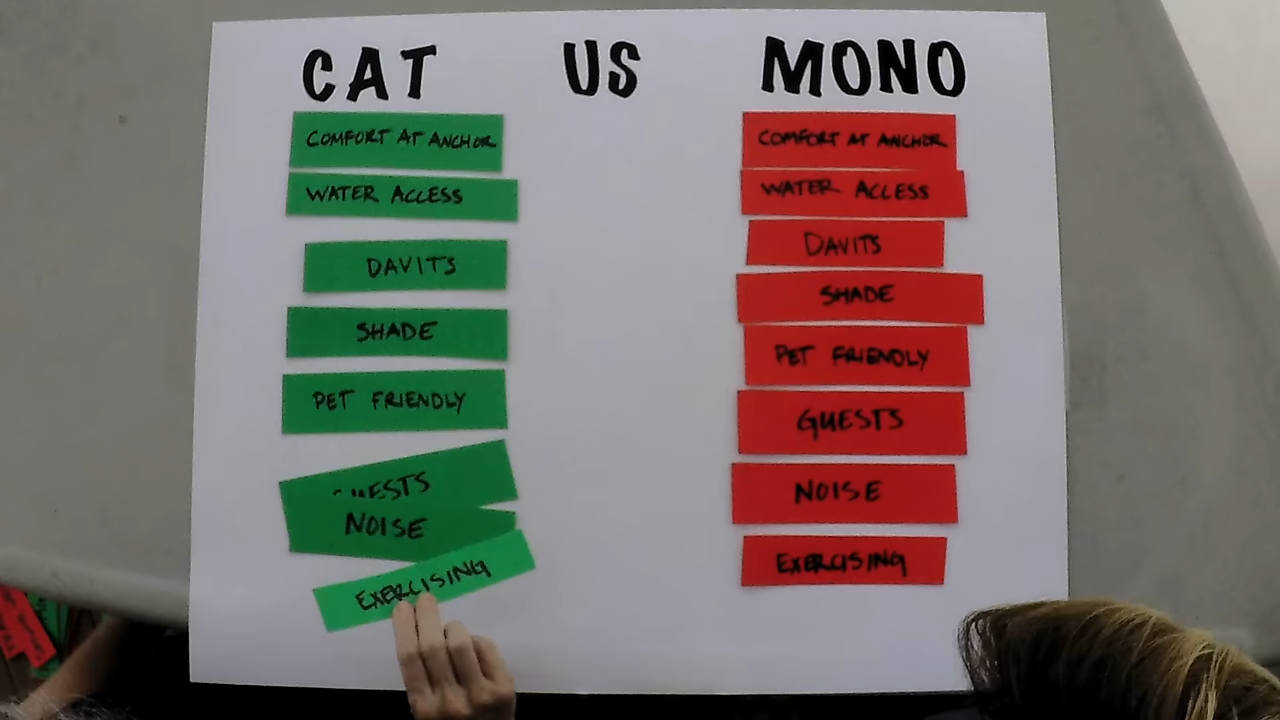 CAT US MONO
COMFORT AT ANCHOR
WATER ACCESS
DAVITS
SHADE
PET FRIENDLY
NOISE
EXERCISING
COMFORT AT ANCHOR
WATER ACCESS
DAVITS
SHADE
PET FRIENDLY
GUESTS
NOISE
EXERCISING